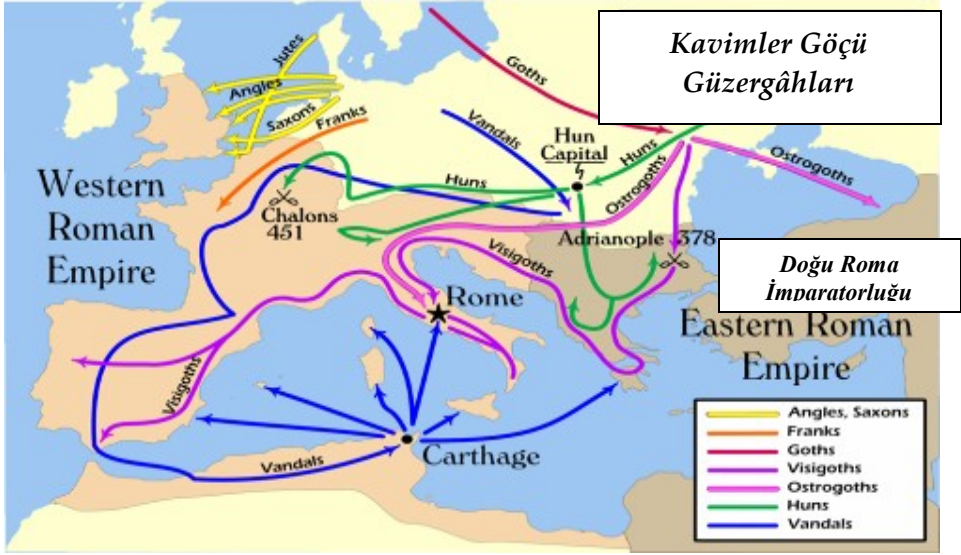 Kavimler Göçü
Güzergâhları
Jutes
Angles
Saxons
Franks
Goths
Vandals
Hun
Capital
Huns
Ostrogoths
Ostrogoths
Huns
Western
Roman
Empire
Chalons
451
Adrianople 378
Visigoths
Doğu Roma
İmparatorluğu
Rome
Eastern Roman
Empire
Visigoths
Carthage
Vandals
Angles, Saxons
Franks
Goths
Visigoths
Ostrogoths
Huns
Vandals